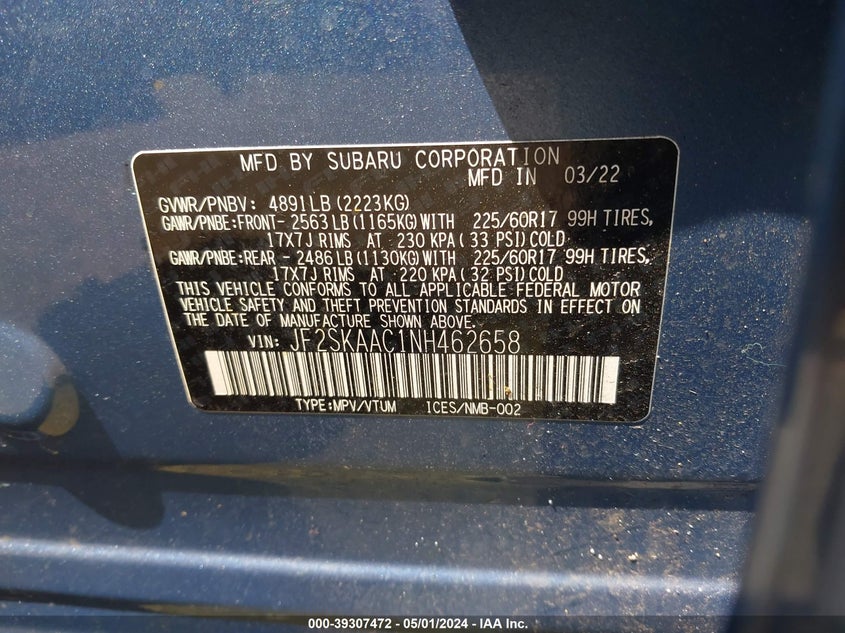 MFD BY SUBARU CORPORATION
MFD IN 03/22
GVWR/PNBV: 4891LB(2223KG)
GAWR/PNBE:FRONT- 2563LB(1165KG)WITH 225/60R17 99H TIRES,
17X7J RIMS AT 230 KPA( 33 PSI)COLD
GAWR/PNBE:REAR - 2486LB(1130KG)WITH 225/60R17 99H TIRES,
17X7J RIMS AT 220 KPA( 32 PSI)COLD
THIS VEHICLE CONFORMS TO ALL APPLICABLE FEDERAL MOTOR
VEHICLE SAFETY AND THEFT PREVENTION STANDARDS IN EFFECT ON
THE DATE OF MANUFACTURE SHOWN ABOVE.
VIN: JF2SKAAC1NH462658
TYPE:MPV/VTUM ICES/NMB-002
000-39307472 - 05/01/2024 - IAA Inc.